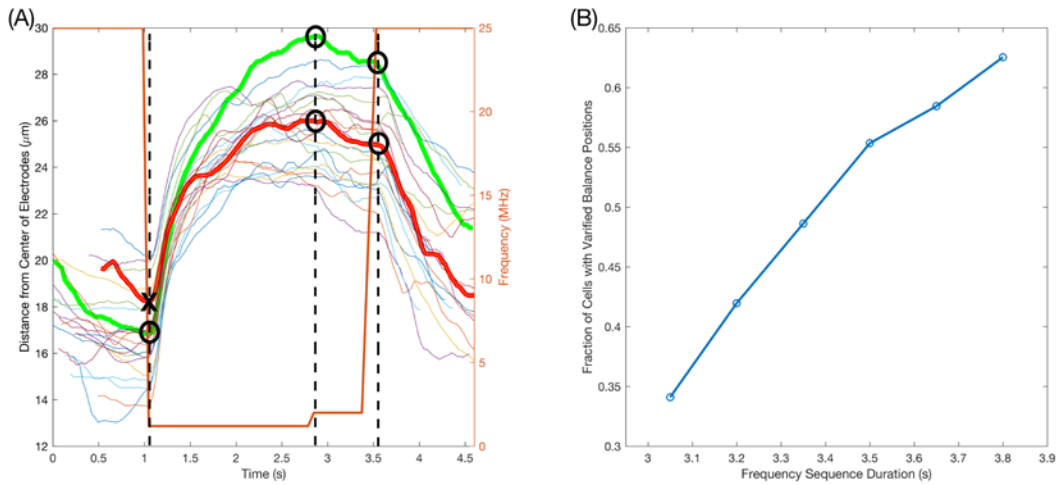 (A)
30
28
26
24
22
20
18
16
14
12
Distance from Center of Electrodes (μm)
0 0.5 1 1.5 2 2.5 3 3.5 4 4.5
Time (s)
25
20
15
10
5
0
Frequency (MHz)
X
(B)
0.65
0.6
0.55
0.5
0.45
0.4
0.35
0.3
Fraction of Cells with Varified Balance Positions
3 3.1 3.2 3.3 3.4 3.5 3.6 3.7 3.8 3.9
Frequency Sequence Duration (s)